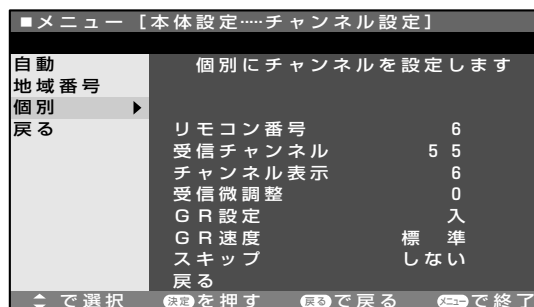 ■メニュー [本体設定……チャンネル設定]
自動
地域番号
個別 ▶
戻る
個別にチャンネルを設定します
リモコン番号 6
受信チャンネル 55
チャンネル表示 6
受信微調整 0
GR設定 入
GR速度 標準
スキップ しない
戻る
で選択 決定を押す 戻るで戻る メニューで終了